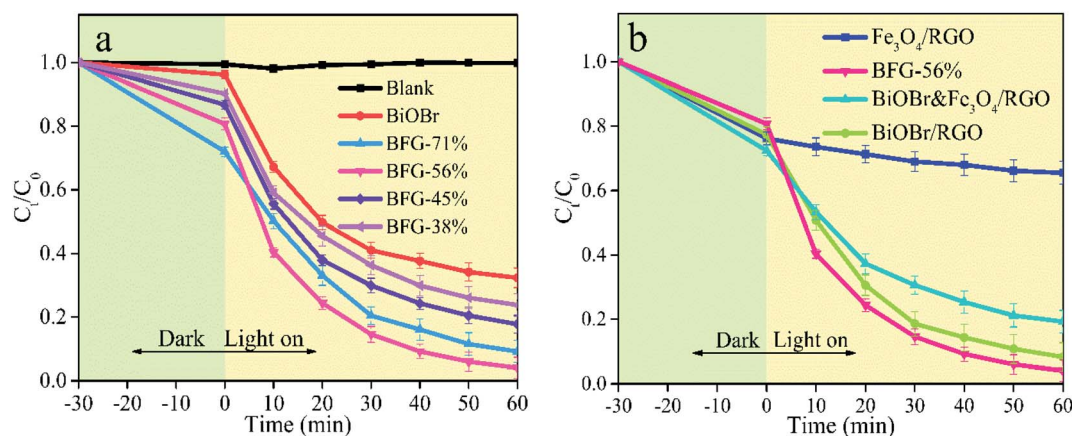 a
Blank
BiOBr
BFG-71%
BFG-56%
BFG-45%
BFG-38%
Dark
Light on
1.0
0.8
0.6
0.4
0.2
0.0
Cₜ/C₀
-30 -20 -10 0 10 20 30 40 50 60
Time (min)
b
Fe₃O₄/RGO
BFG-56%
BiOBr&Fe₃O₄/RGO
BiOBr/RGO
Dark
Light on
1.0
0.8
0.6
0.4
0.2
0.0
Cₜ/C₀
-30 -20 -10 0 10 20 30 40 50 60
Time (min)